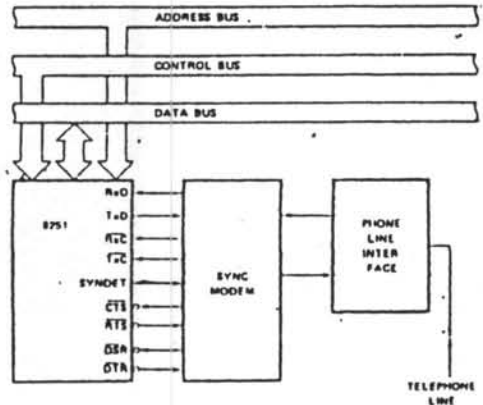 ADDRESS BUS
CONTROL BUS
DATA BUS
8251
RxD
TxD
RxC
TxC
SYNDET
CTS
RTS
DSR
DTR
SYNC
MODEM
PHONE
LINE
INTER
FACE
TELEPHONE
LINE